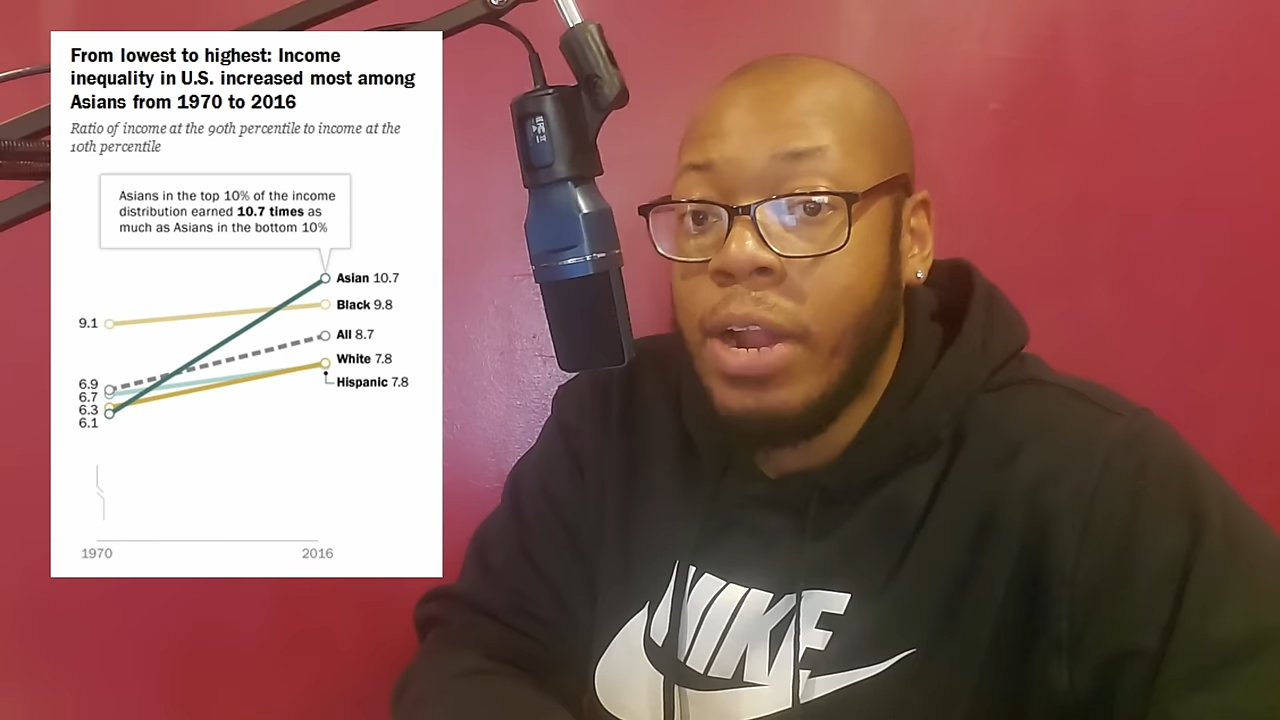 From lowest to highest: Income
inequality in U.S. increased most among
Asians from 1970 to 2016
Ratio of income at the 90th percentile to income at the
10th percentile
Asians in the top 10% of the income
distribution earned 10.7 times as
much as Asians in the bottom 10%
Asian 10.7
Black 9.8
9.1
All 8.7
White 7.8
Hispanic 7.8
6.9
6.7
6.3
6.1
1970 2016
NIKE